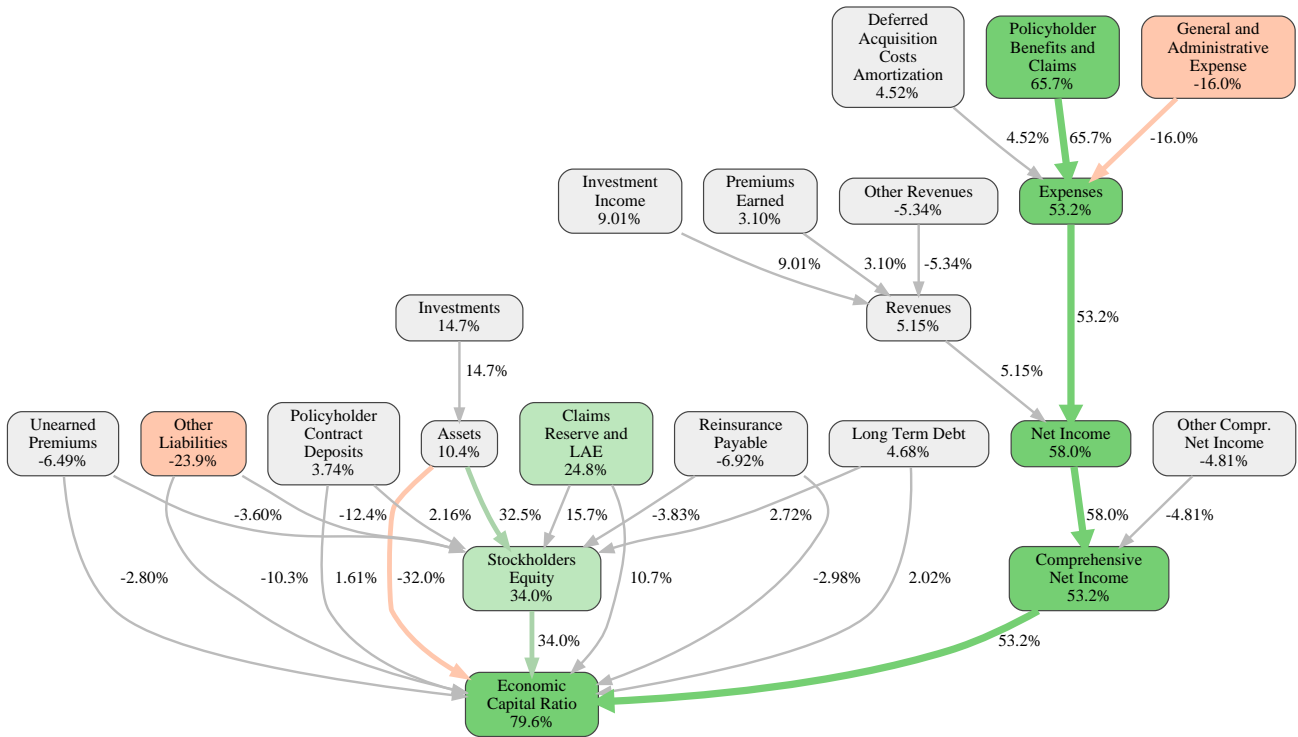 Deferred
Acquisition
Costs
Amortization
4.52%
Policyholder
Benefits and
Claims
65.7%
General and
Administrative
Expense
-16.0%
4.52%
65.7%
-16.0%
Investment
Income
9.01%
Premiums
Earned
3.10%
Other Revenues
-5.34%
Expenses
53.2%
9.01%
3.10%
-5.34%
Investments
14.7%
Revenues
5.15%
53.2%
14.7%
5.15%
Unearned
Premiums
-6.49%
Other
Liabilities
-23.9%
Policyholder
Contract
Deposits
3.74%
Assets
10.4%
Claims
Reserve and
LAE
24.8%
Reinsurance
Payable
-6.92%
Long Term Debt
4.68%
Net Income
58.0%
Other Compr.
Net Income
-4.81%
-3.60%
-12.4%
2.16%
32.5%
15.7%
-3.83%
2.72%
58.0%
-4.81%
-2.80%
-10.3%
1.61%
-32.0%
Stockholders
Equity
34.0%
10.7%
-2.98%
2.02%
Comprehensive
Net Income
53.2%
34.0%
53.2%
Economic
Capital Ratio
79.6%